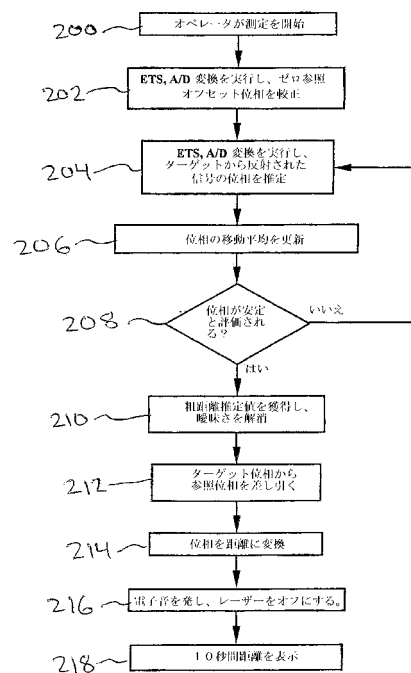 200
オペレータが測定を開始
202
ETS, A/D 変換を実行し、ゼロ参照
オフセット位相を較正
204
ETS, A/D 変換を実行し、
ターゲットから反射された
信号の位相を推定
206
位相の移動平均を更新
208
位相が安定
と評価され
る?
いいえ
はい
210
粗距離推定値を獲得し、
曖昧さを解消
212
ターゲット位相から
参照位相を差し引く
214
位相を距離に変換
216
電子音を発し、レーザーをオフにする。
218
10秒間距離を表示